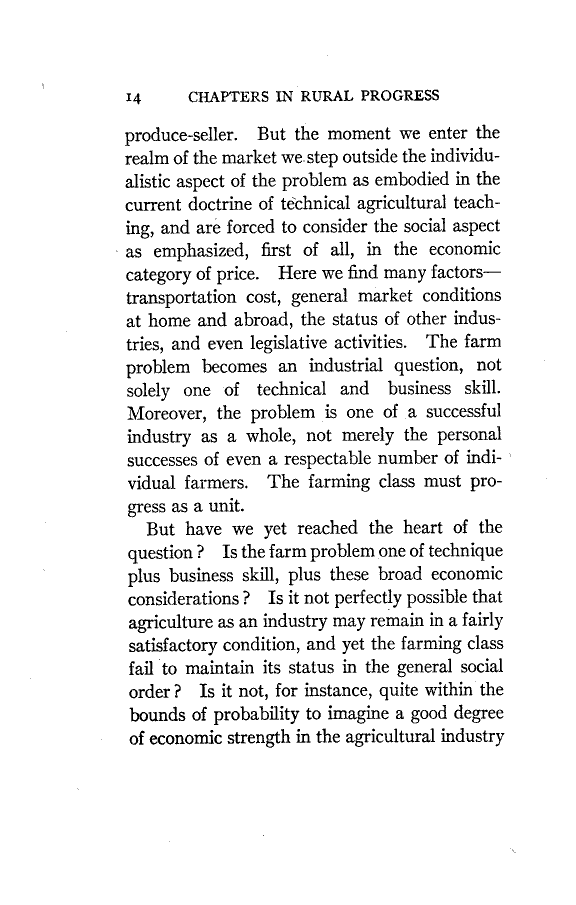 14 CHAPTERS IN RURAL PROGRESS
produce-seller. But the moment we enter the
realm of the market we step outside the individu-
alistic aspect of the problem as embodied in the
current doctrine of technical agricultural teach-
ing, and are forced to consider the social aspect
as emphasized, first of all, in the economic
category of price. Here we find many factors—
transportation cost, general market conditions
at home and abroad, the status of other indus-
tries, and even legislative activities. The farm
problem becomes an industrial question, not
solely one of technical and business skill.
Moreover, the problem is one of a successful
industry as a whole, not merely the personal
successes of even a respectable number of indi-
vidual farmers. The farming class must pro-
gress as a unit.
But have we yet reached the heart of the
question? Is the farm problem one of technique
plus business skill, plus these broad economic
considerations? Is it not perfectly possible that
agriculture as an industry may remain in a fairly
satisfactory condition, and yet the farming class
fail to maintain its status in the general social
order? Is it not, for instance, quite within the
bounds of probability to imagine a good degree
of economic strength in the agricultural industry